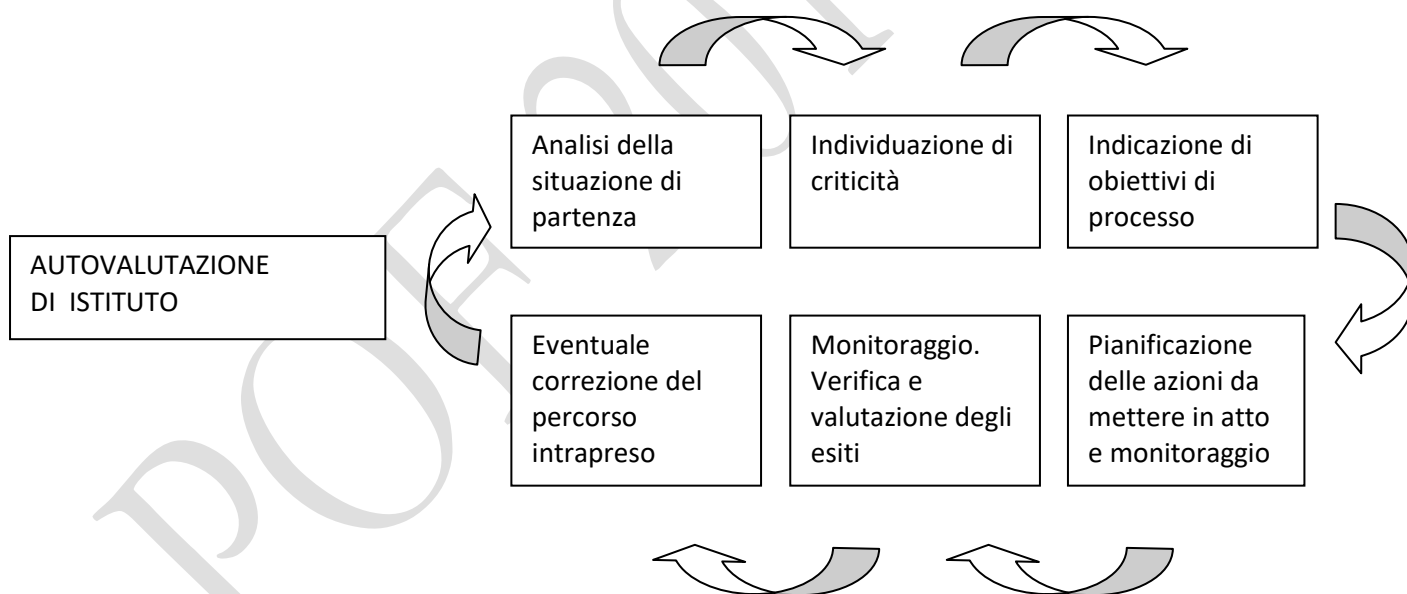 AUTOVALUTAZIONE
DI ISTITUTO
Analisi della
situazione di
partenza
Individuazione di
criticità
Indicazione di
obiettivi di
processo
Eventuale
correzione del
percorso
intrapreso
Monitoraggio.
Verifica e
valutazione degli
esiti
Pianificazione
delle azioni da
mettere in atto
e monitoraggio
POF